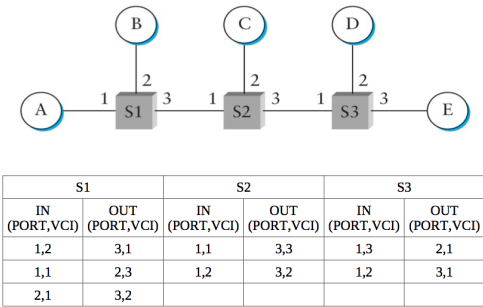 B C D
2 2 2
A 1 S1 3 1 S2 3 1 S3 3 E
S1 S2 S3
IN OUT IN OUT IN OUT
(PORT,VCI) (PORT,VCI) (PORT,VCI) (PORT,VCI) (PORT,VCI) (PORT,VCI)
1,2 3,1 1,1 3,3 1,3 2,1
1,1 2,3 1,2 3,2 1,2 3,1
2,1 3,2